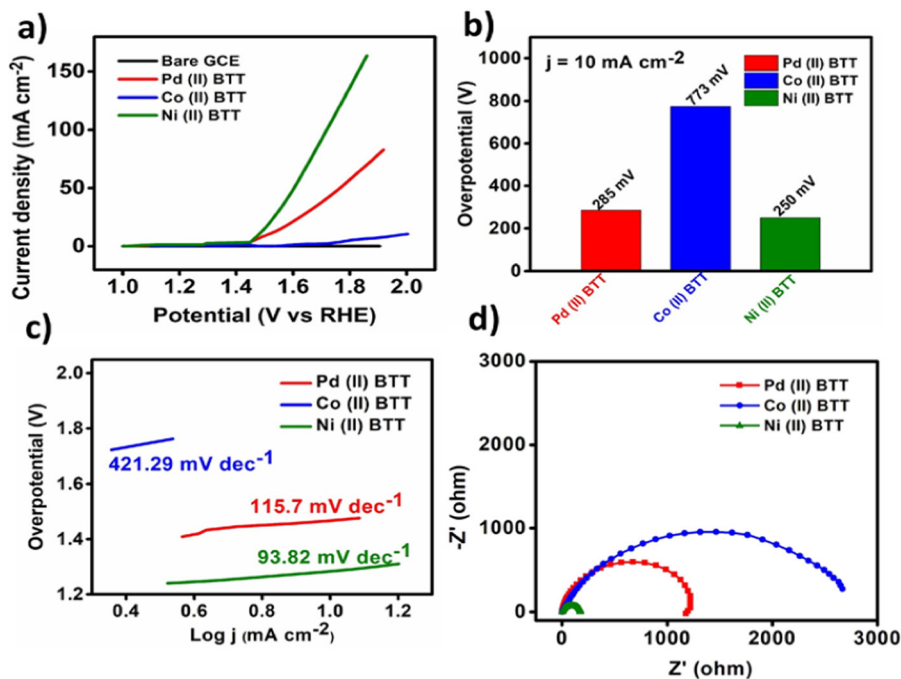 a)
Bare GCE
Pd (II) BTT
Co (II) BTT
Ni (II) BTT
150
100
50
0
1.0 1.2 1.4 1.6 1.8 2.0
Current density (mA cm-2)
Potential (V vs RHE)
b)
j = 10 mA cm-2
Pd (II) BTT
Co (II) BTT
Ni (II) BTT
1000
800
600
400
200
0
Overpotential (V)
285 mV
773 mV
250 mV
Pd (II) BTT
Co (II) BTT
Ni (II) BTT
c)
Pd (II) BTT
Co (II) BTT
Ni (II) BTT
2.0
1.8
1.6
1.4
1.2
Overpotential (V)
421.29 mV dec-1
115.7 mV dec-1
93.82 mV dec-1
0.4 0.6 0.8 1.0 1.2
Log j (mA cm-2)
d)
Pd (II) BTT
Co (II) BTT
Ni (II) BTT
3000
2000
1000
0
-Z' (ohm)
0 1000 2000 3000
Z' (ohm)